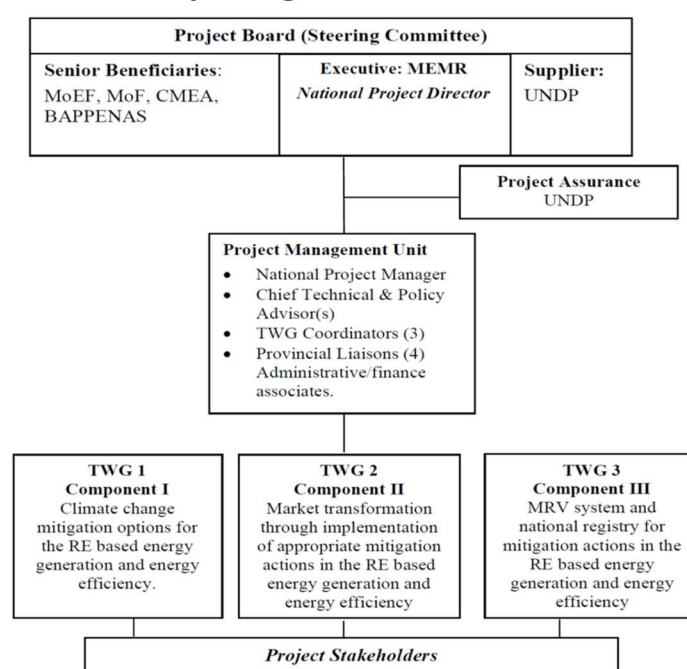 Project Board (Steering Committee)
Senior Beneficiaries:
MoEF, MoF, CMEA,
BAPPENAS
Executive: MEMR
National Project Director
Supplier:
UNDP
Project Assurance
UNDP
Project Management Unit
• National Project Manager
• Chief Technical & Policy
Advisor(s)
• TWG Coordinators (3)
• Provincial Liaisons (4)
Administrative/finance
associates.
TWG 1
Component I
Climate change
mitigation options for
the RE based energy
generation and energy
efficiency.
TWG 2
Component II
Market transformation
through implementation
of appropriate mitigation
actions in the RE based
energy generation and
energy efficiency
TWG 3
Component III
MRV system and
national registry for
mitigation actions in the
RE based energy
generation and energy
efficiency
Project Stakeholders